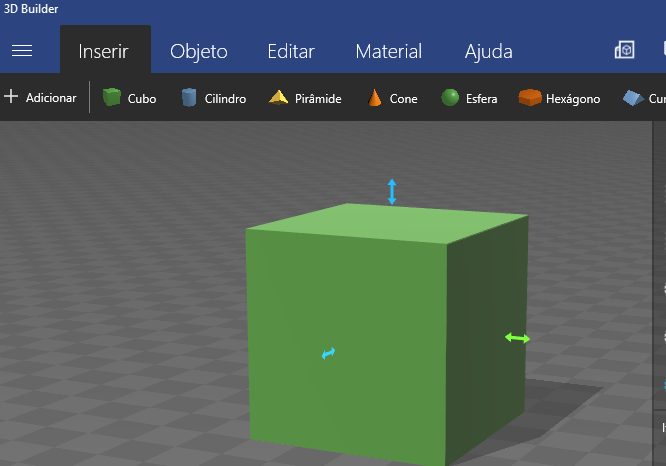 3D Builder
Inserir Objeto Editar Material Ajuda
Adicionar Cubo Cilindro Pirâmide Cone Esfera Hexágono